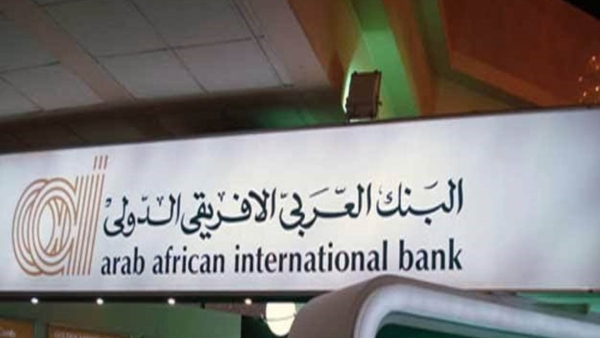 البنك العربي الافريقي الدولي
arab african international bank